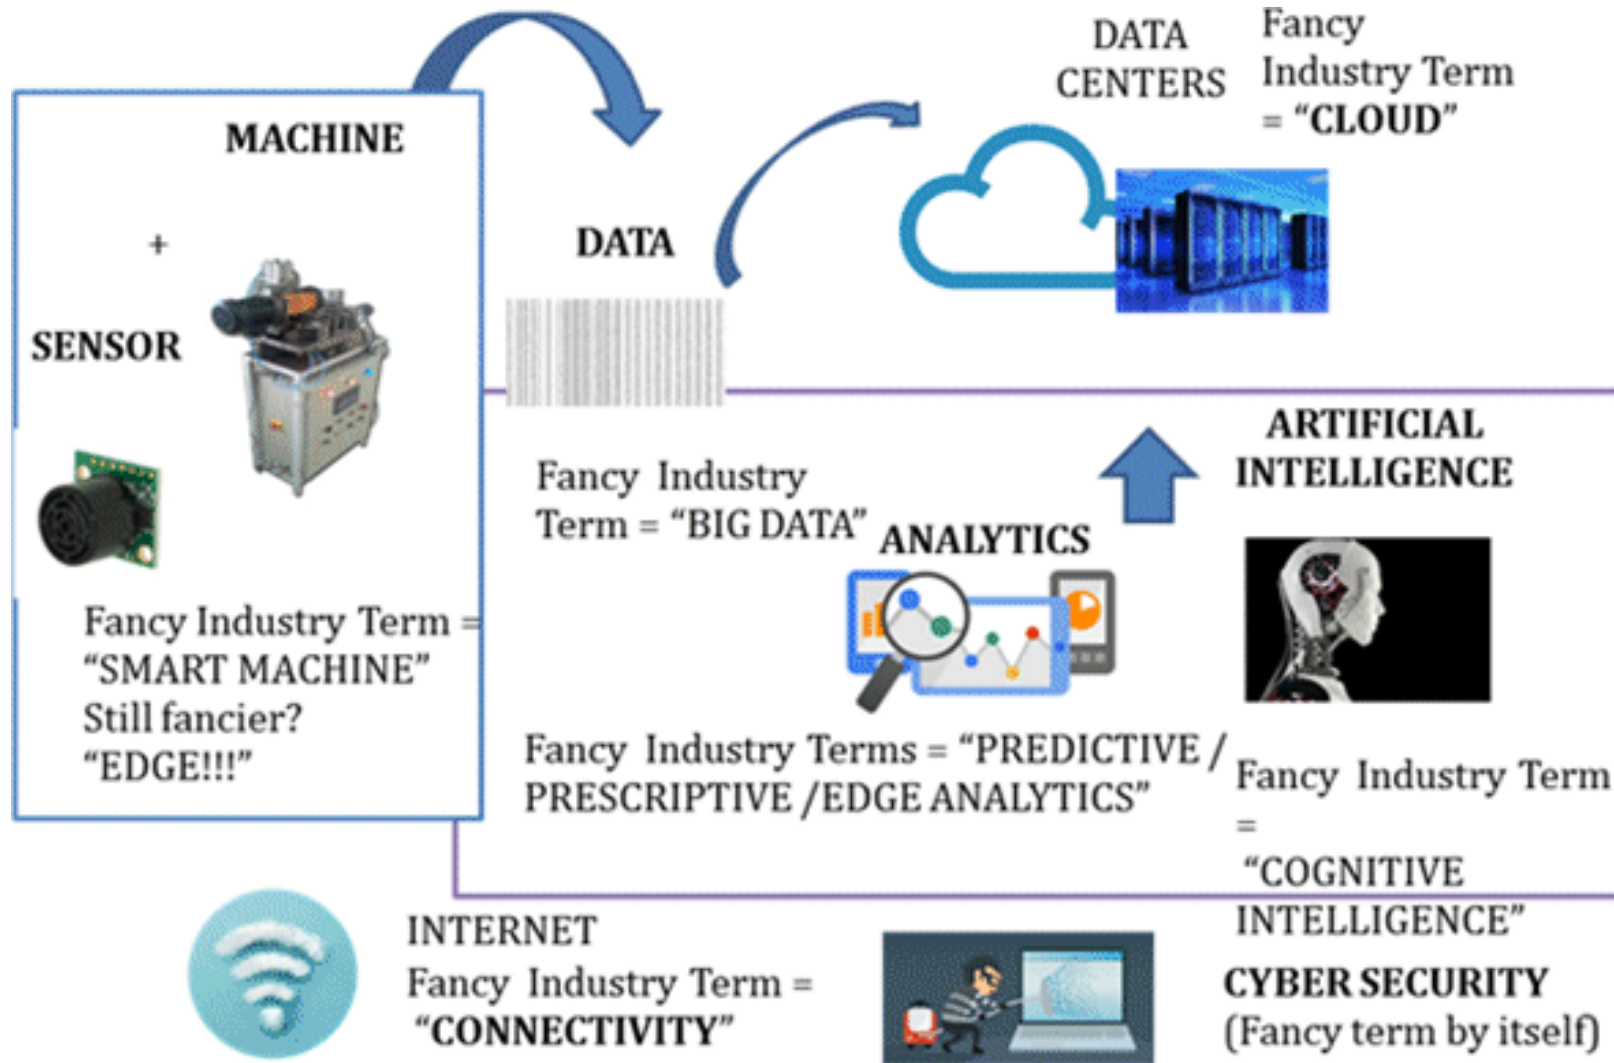 MACHINE
+
SENSOR
Fancy Industry Term =
“SMART MACHINE”
Still fancier?
“EDGE!!!”
DATA
Fancy Industry
Term = “BIG DATA”
DATA
CENTERS
Fancy
Industry Term
= “CLOUD”
ANALYTICS
Fancy Industry Terms = “PREDICTIVE /
PRESCRIPTIVE /EDGE ANALYTICS”
ARTIFICIAL
INTELLIGENCE
Fancy Industry Term
=
“COGNITIVE
INTELLIGENCE”
INTERNET
Fancy Industry Term =
“CONNECTIVITY”
CYBER SECURITY
(Fancy term by itself)